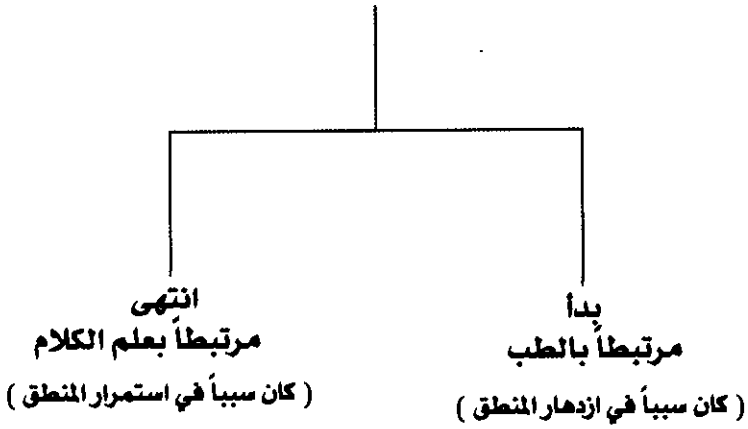 بدأ
مرتبطاً بالطب
( كان سبباً في ازدهار المنطق )
انتهى
مرتبطاً بعلم الكلام
( كان سبباً في استمرار المنطق )